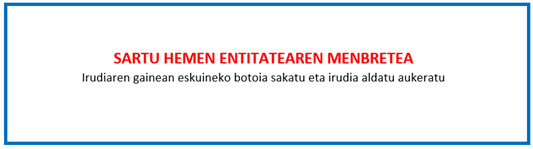 SARTU HEMEN ENTITATEAREN MENBRETEA
Irudiaren gainean eskuineko botoia sakatu eta irudia aldatu aukeratu